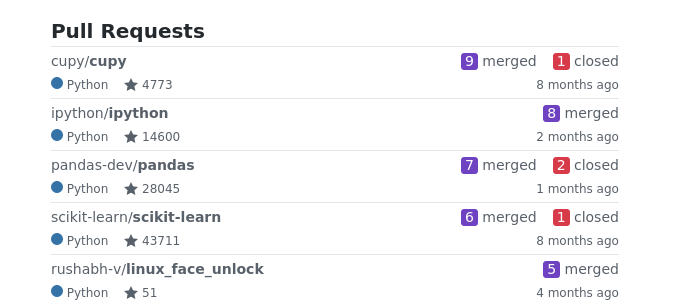 Pull Requests
cupy/cupy 9 merged 1 closed
Python 4773 8 months ago
ipython/ipython 8 merged
Python 14600 2 months ago
pandas-dev/pandas 7 merged 2 closed
Python 28045 1 months ago
scikit-learn/scikit-learn 6 merged 1 closed
Python 43711 8 months ago
rushabh-v/linux_face_unlock 5 merged
Python 51 4 months ago